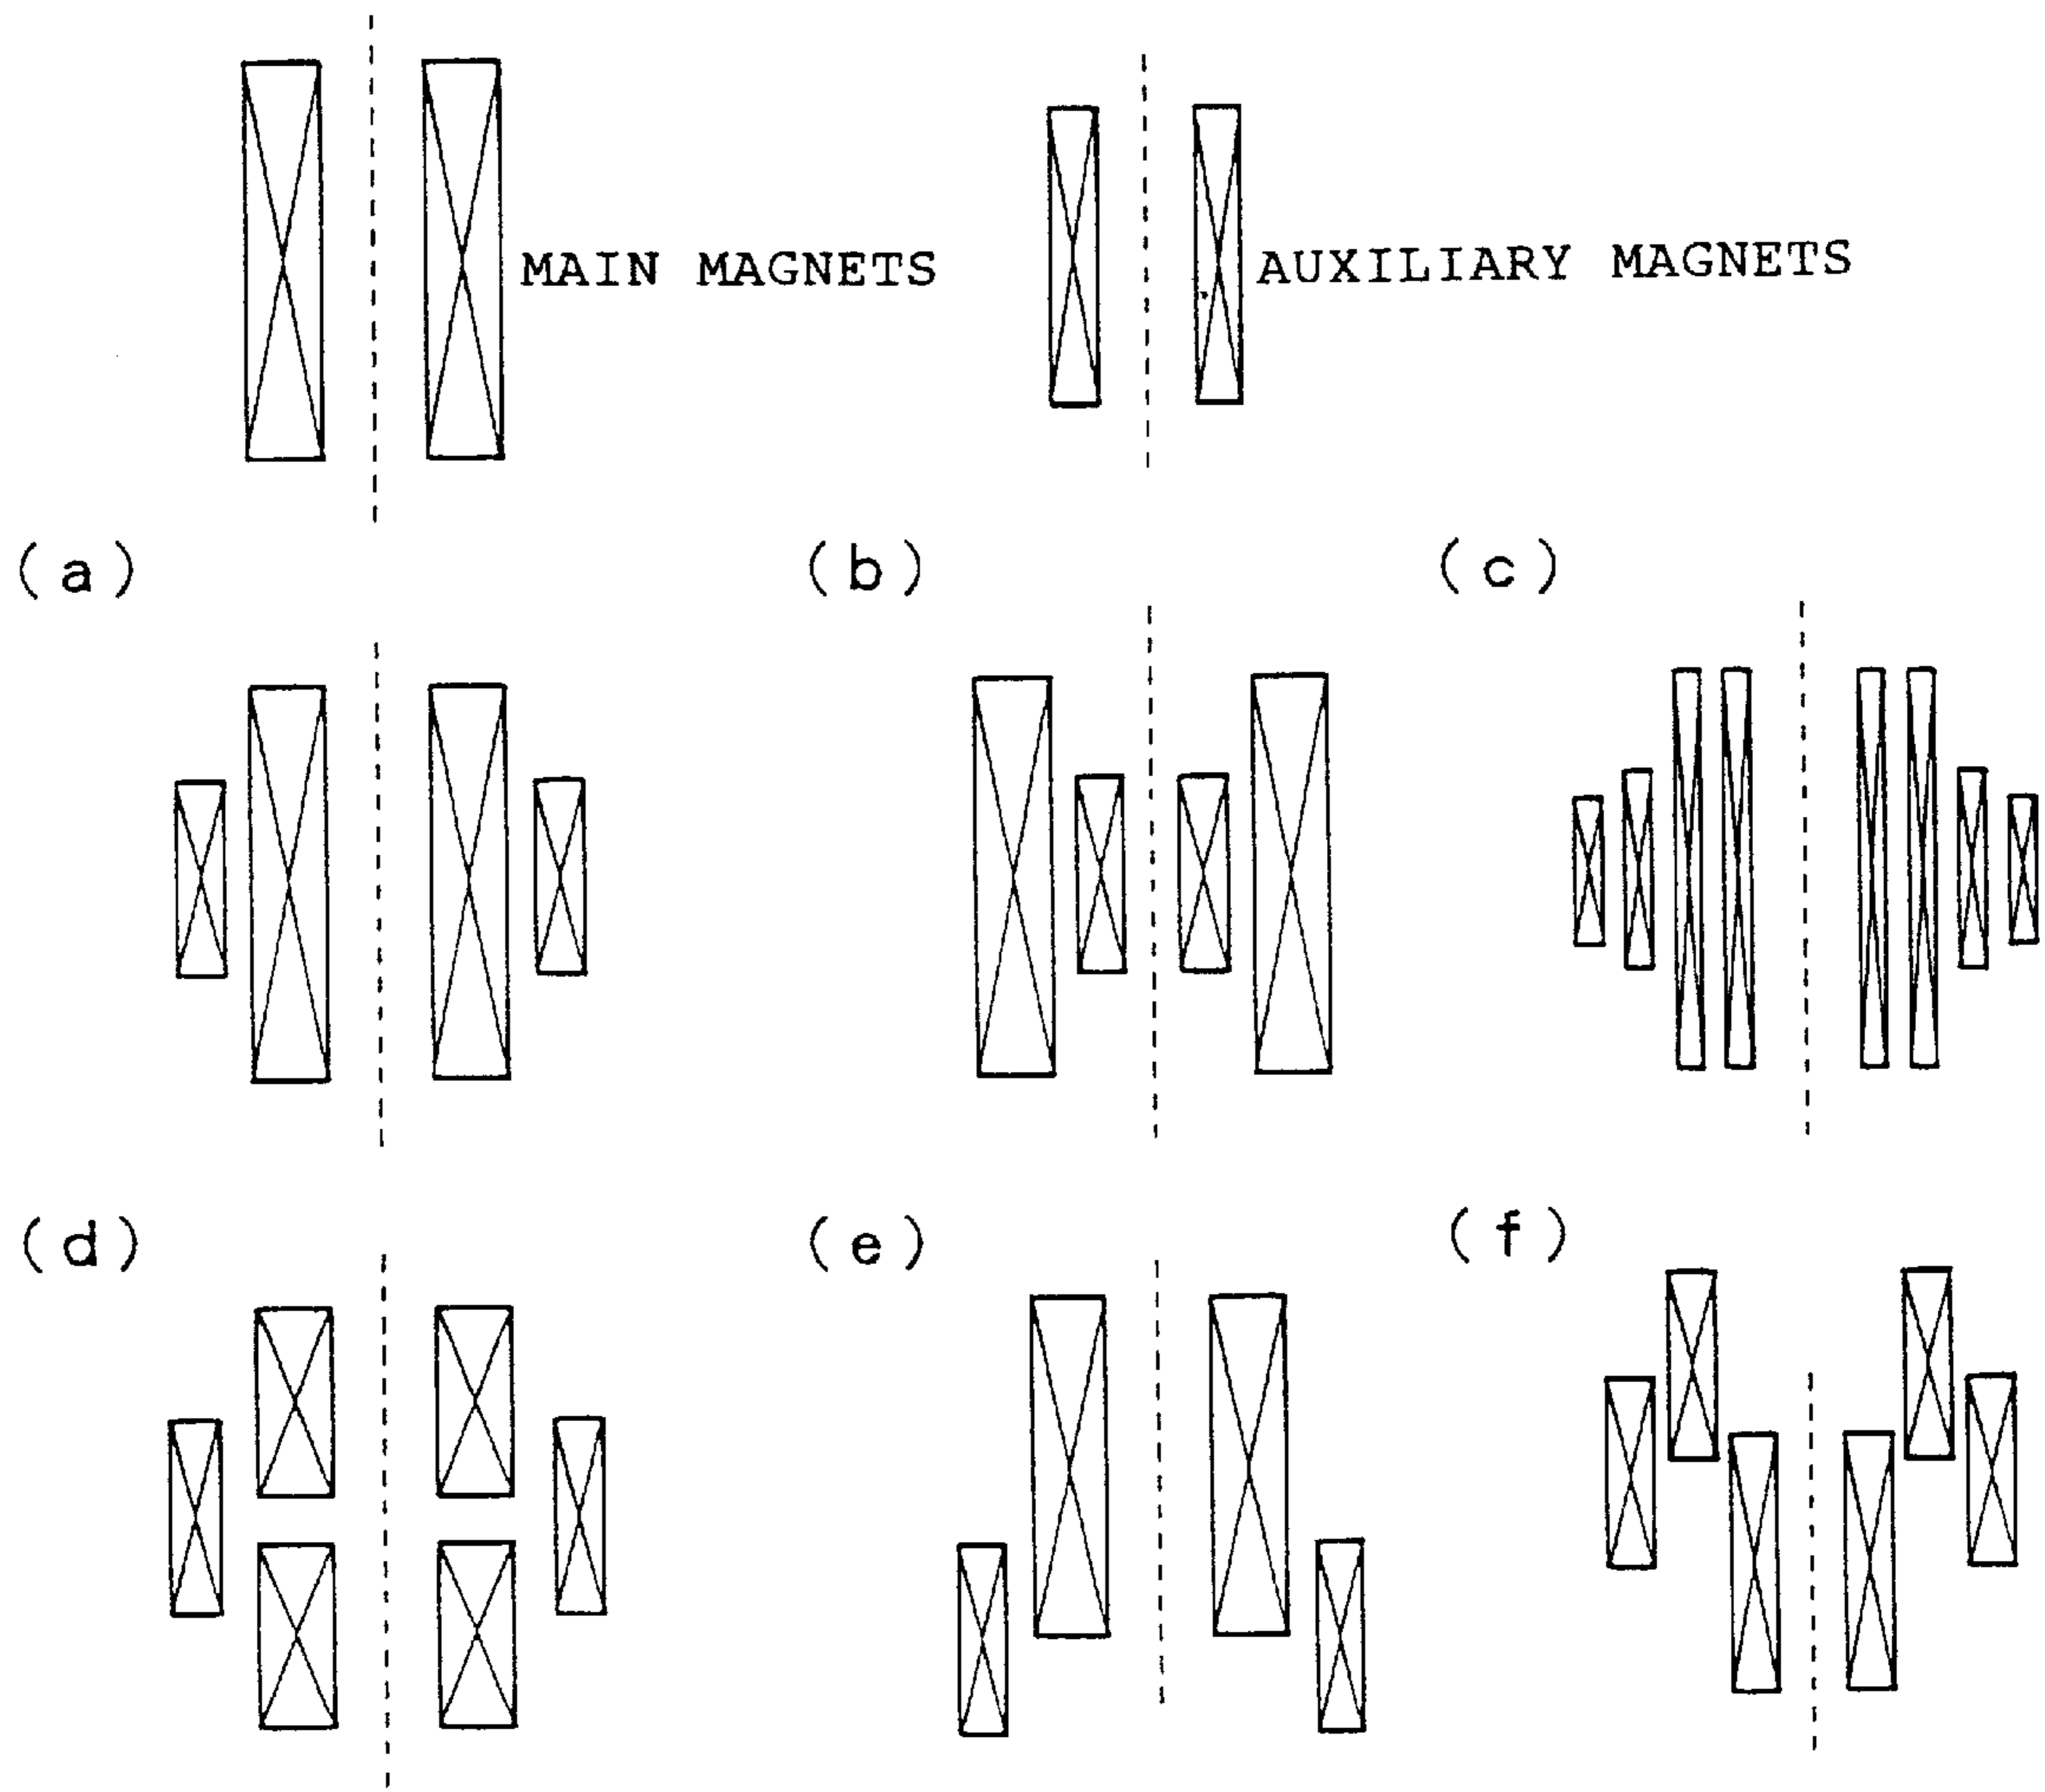 MAIN MAGNETS
AUXILIARY MAGNETS
(a)
(b)
(c)
(d)
(e)
(f)